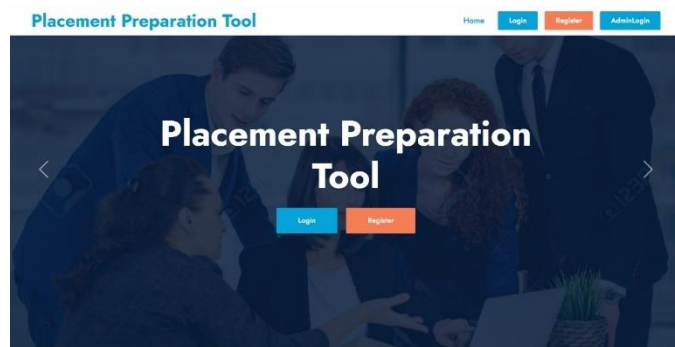 Placement Preparation Tool
Home Login Register AdminLogin
Placement Preparation
Tool
Login Register